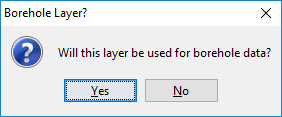 Borehole Layer?
Will this layer be used for borehole data?
Yes
No